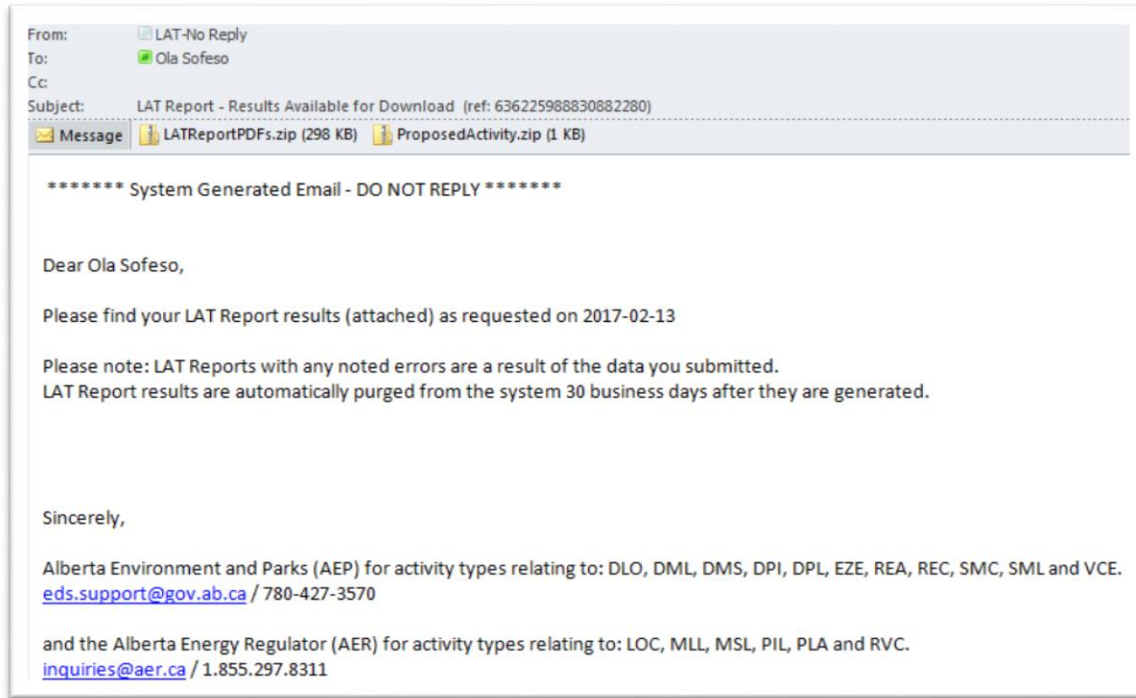 From: LAT-No Reply
To: Ola Sofeso
Cc:
Subject: LAT Report - Results Available for Download (ref: 636225988830882280)
Message LATReportPDFs.zip (298 KB) ProposedActivity.zip (1 KB)
******* System Generated Email - DO NOT REPLY *******
Dear Ola Sofeso,
Please find your LAT Report results (attached) as requested on 2017-02-13
Please note: LAT Reports with any noted errors are a result of the data you submitted.
LAT Report results are automatically purged from the system 30 business days after they are generated.
Sincerely,
Alberta Environment and Parks (AEP) for activity types relating to: DLO, DML, DMS, DPI, DPL, EZE, REA, REC, SMC, SML and VCE.
eds.support@gov.ab.ca / 780-427-3570
and the Alberta Energy Regulator (AER) for activity types relating to: LOC, MLL, MSL, PIL, PLA and RVC.
inquiries@aer.ca / 1.855.297.8311